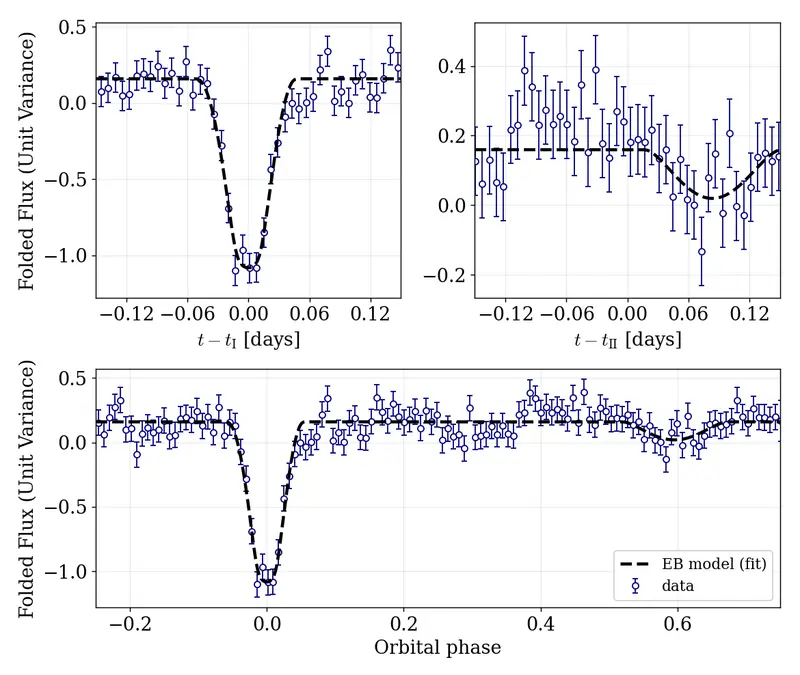 Folded Flux (Unit Variance)
0.5
0.0
−0.5
−1.0
−0.12 −0.06 0.00 0.06 0.12
t − tI [days]
0.4
0.2
0.0
−0.2
−0.12 −0.06 0.00 0.06 0.12
t − tII [days]
Folded Flux (Unit Variance)
0.5
0.0
−0.5
−1.0
−0.2 0.0 0.2 0.4 0.6
Orbital phase
EB model (fit)
data